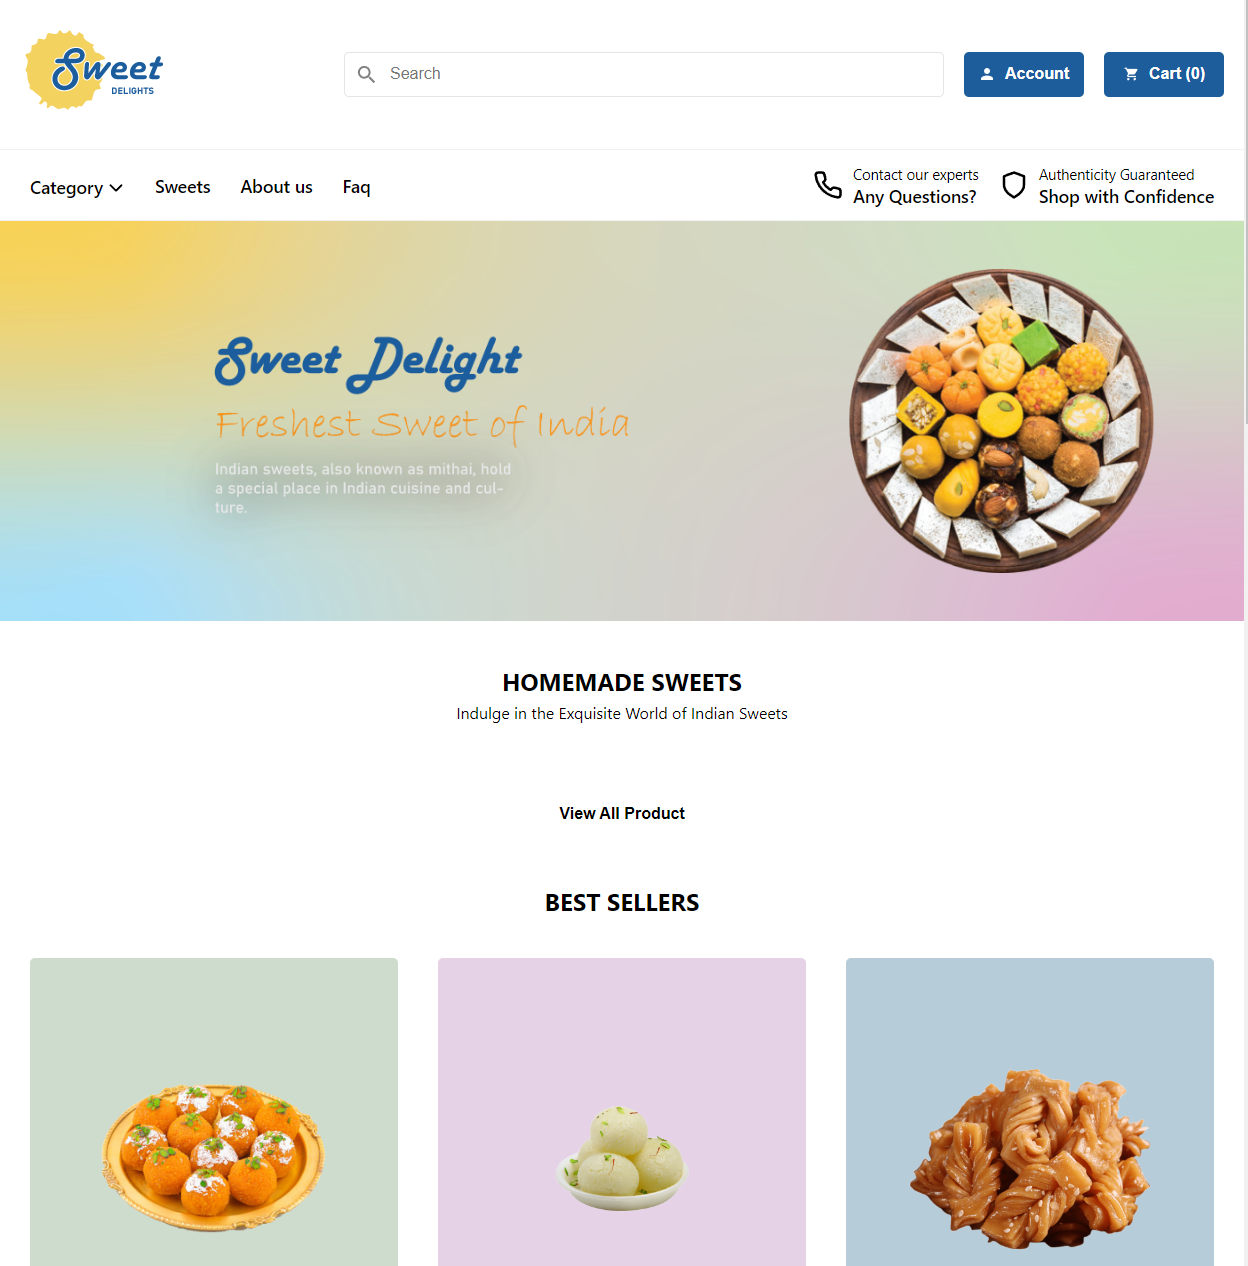 Sweet
DELIGHTS
Search
Account
Cart (0)
Category
Sweets
About us
Faq
Contact our experts
Any Questions?
Authenticity Guaranteed
Shop with Confidence
Sweet Delight
Freshest Sweet of India
Indian sweets, also known as mithai, hold
a special place in Indian cuisine and cul-
ture.
HOMEMADE SWEETS
Indulge in the Exquisite World of Indian Sweets
View All Product
BEST SELLERS